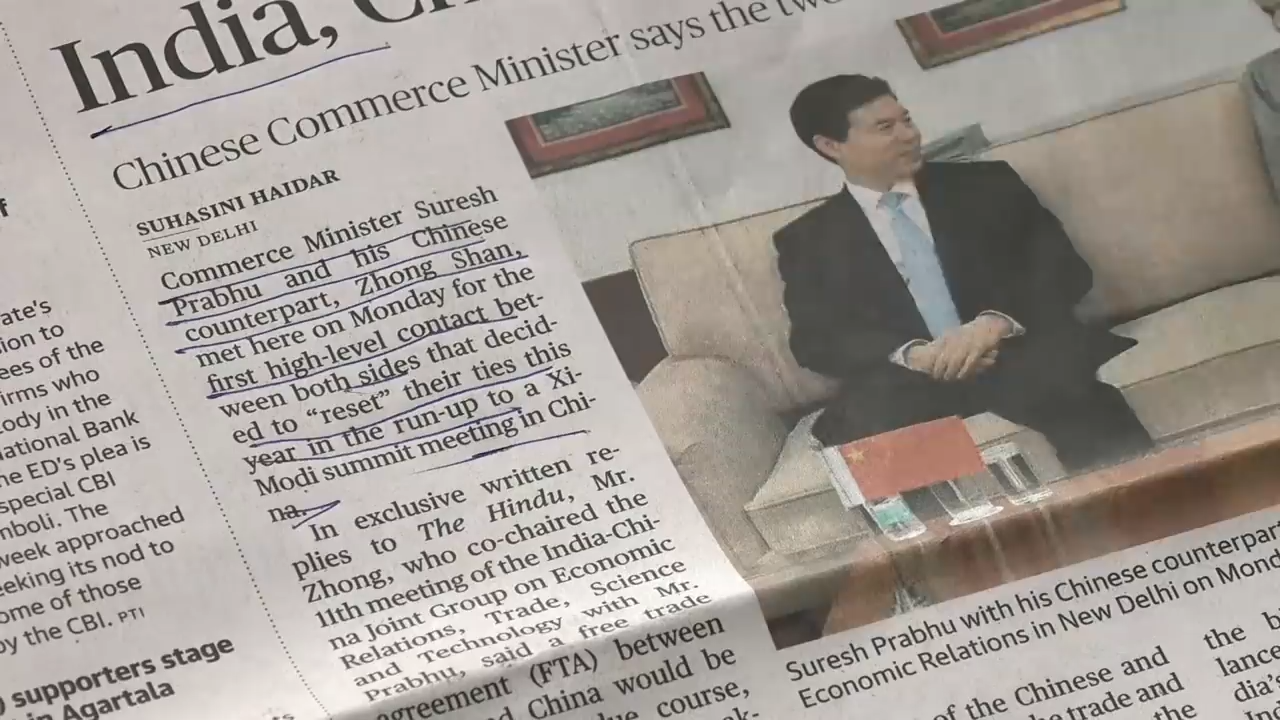 India,
Chinese Commerce Minister says the two
SUHASINI HAIDAR
NEW DELHI
Commerce Minister Suresh
Prabhu and his Chinese
counterpart, Zhong Shan,
met here on Monday for the
first high-level contact bet-
ween both sides that decid-
ed to “reset” their ties this
year in the run-up to a Xi-
Modi summit meeting in Chi-
na.
In exclusive written re-
plies to The Hindu, Mr.
Zhong, who co-chaired the
11th meeting of the India-Chi-
na Joint Group on Economic
Relations, Trade, Science
and Technology with Mr.
Prabhu, said a free trade
agreement (FTA) between
China would be
course,
Suresh Prabhu with his Chinese counterpar
Economic Relations in New Delhi on Mond
of the Chinese and
trade and
the
the b
lance
dia's
ate's
ion to
ees of the
irms who
ody in the
ational Bank
he ED's plea is
special CBI
mboli. The
week approached
eeking its nod to
ome of those
by the CBI. PTI
) supporters stage
in Agartala